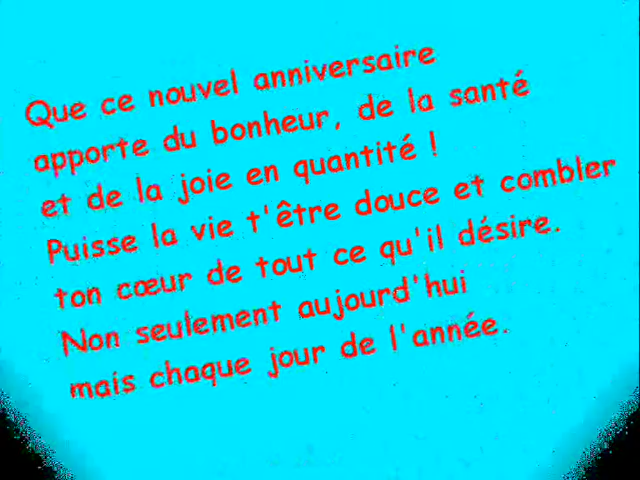 Que ce nouvel anniversaire
apporte du bonheur, de la santé
et de la joie en quantité !
Puisse la vie t'être douce et combler
ton cœur de tout ce qu'il désire.
Non seulement aujourd'hui
mais chaque jour de l'année.